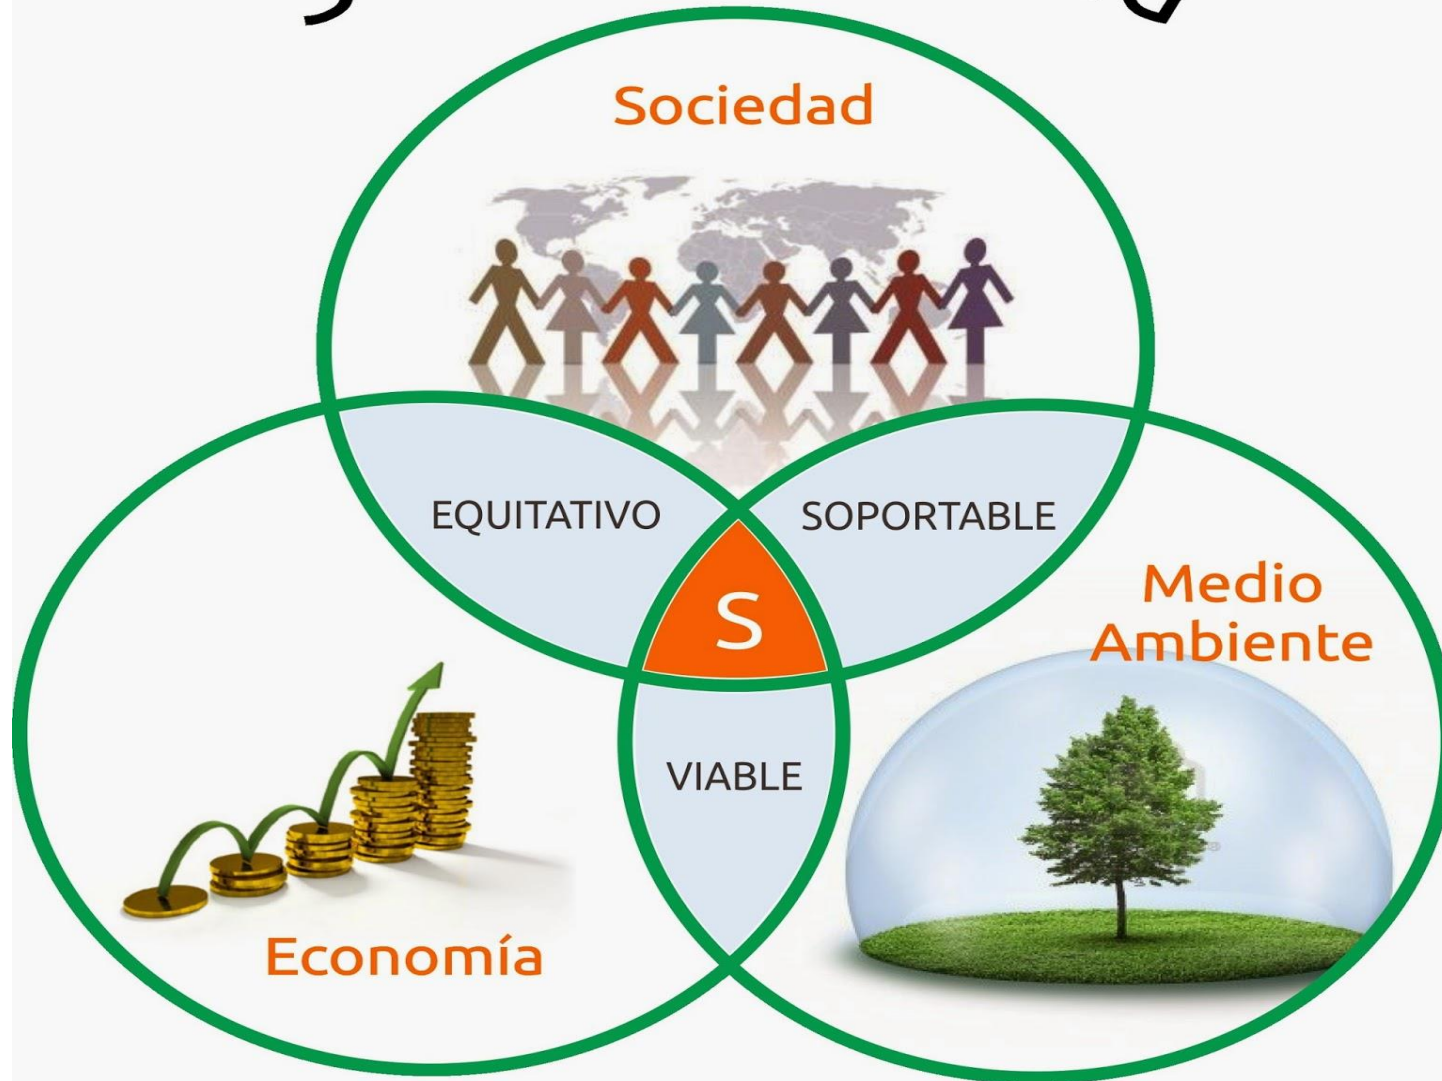 Sociedad
EQUITATIVO
SOPORTABLE
S
Medio
Ambiente
VIABLE
Economía